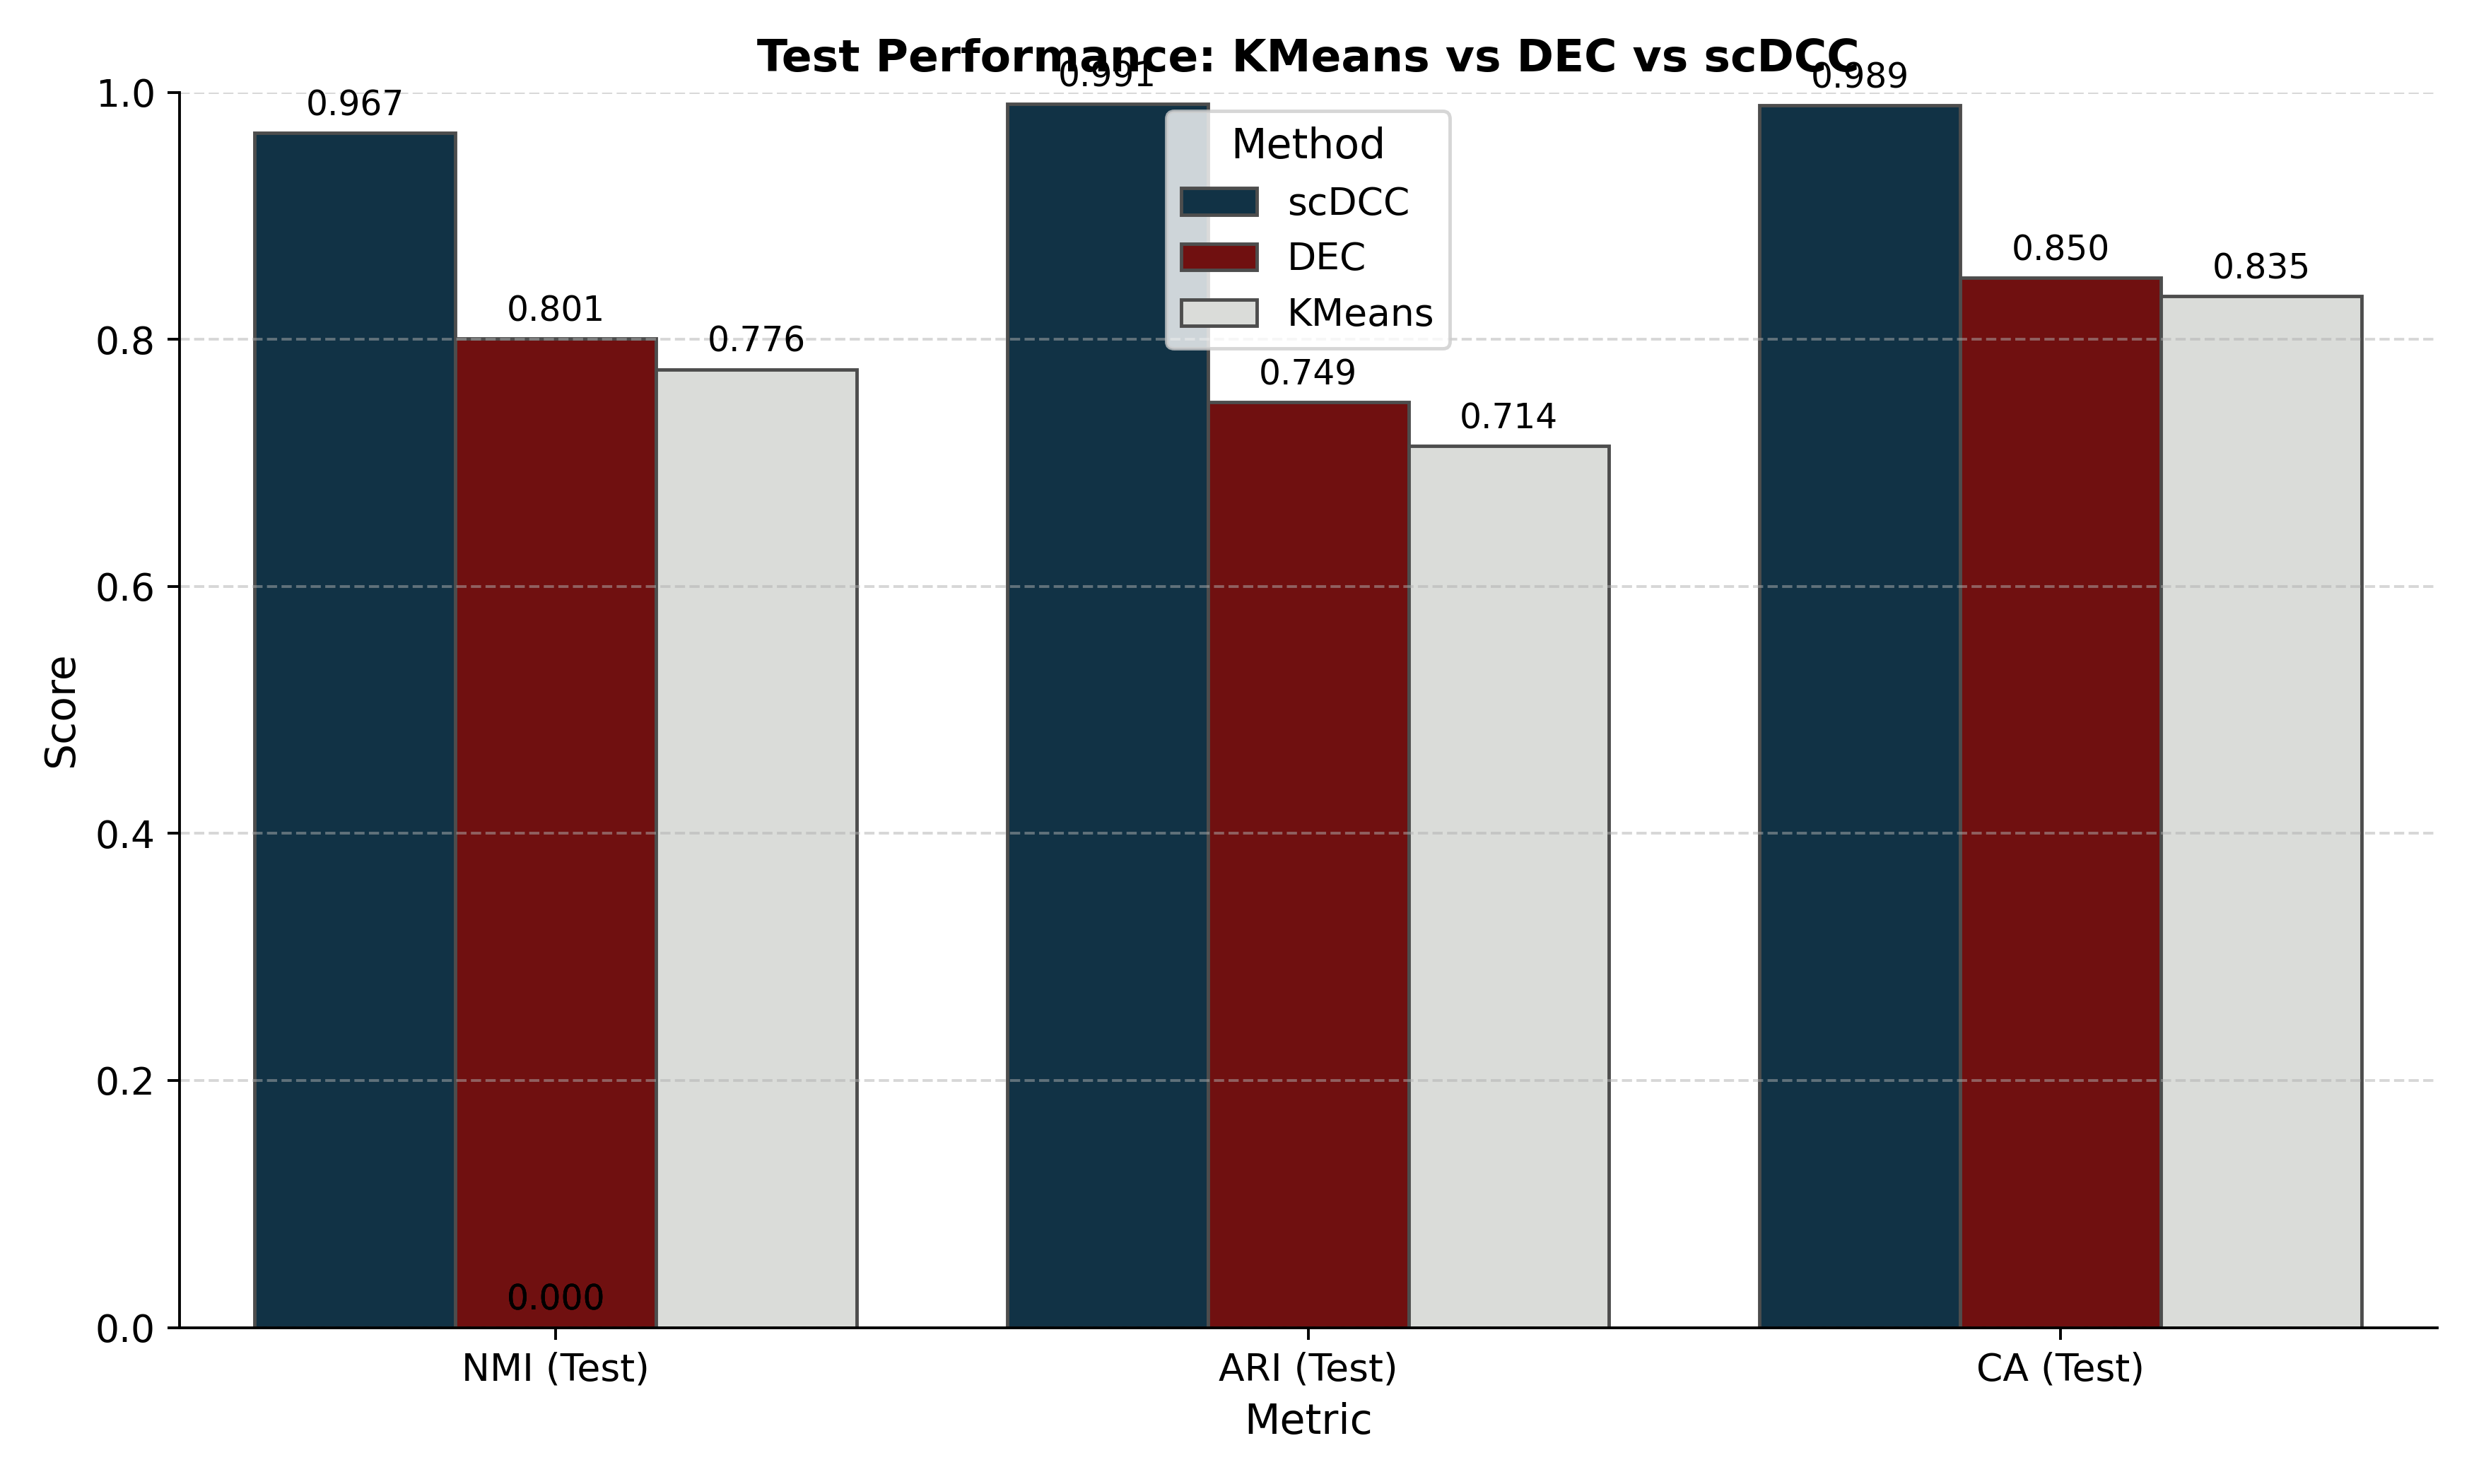 Test Performance: KMeans vs DEC vs scDCC
0.967
0.801
0.776
0.991
0.749
0.714
0.989
0.850
0.835
0.000
Method
scDCC
DEC
KMeans
1.0
0.8
0.6
0.4
0.2
0.0
Score
NMI (Test)
ARI (Test)
CA (Test)
Metric